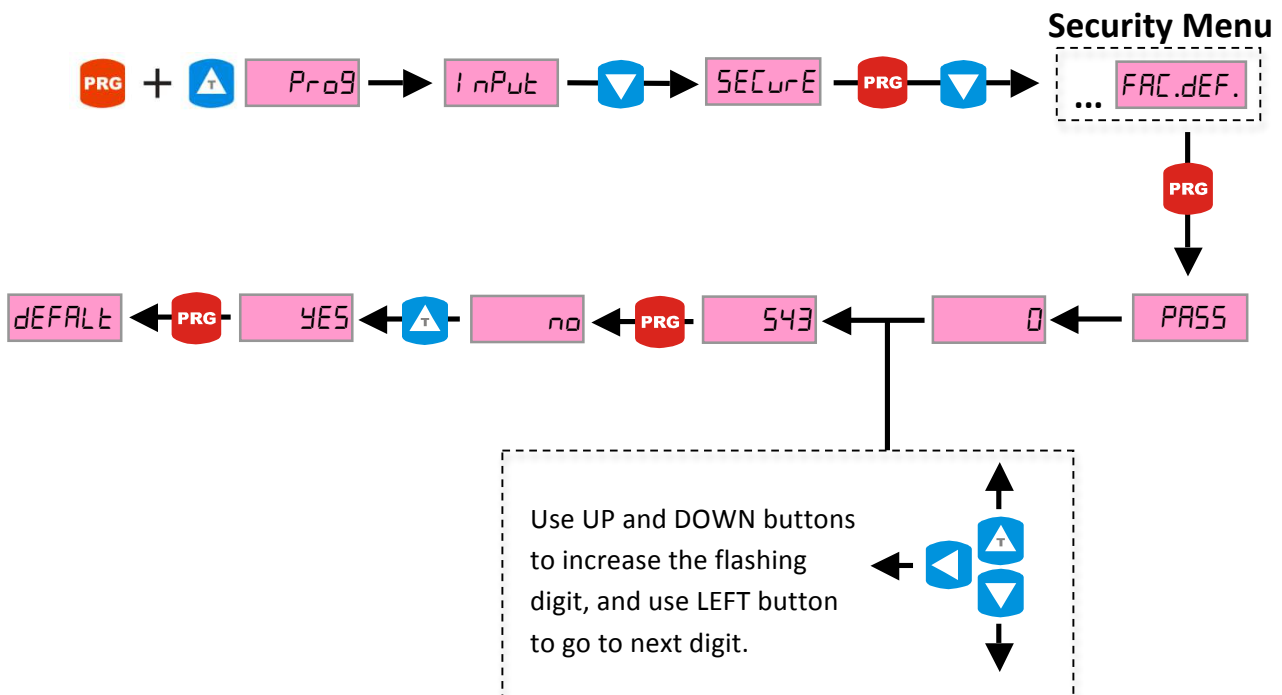 Security Menu
PRG + T Prog InPut SECurE PRG ... FAC.dEF.
PRG
dEFALt PRG YES T no PRG 543 0 PASS
Use UP and DOWN buttons
to increase the flashing
digit, and use LEFT button
to go to next digit.
T